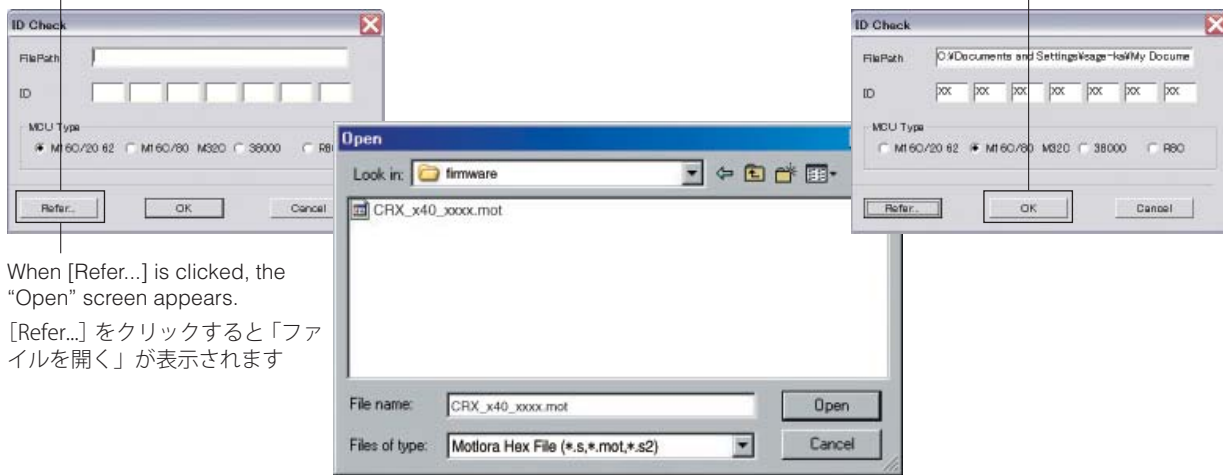 ID Check
FilePath
ID
MCU Type
M16C/20 62 M16C/80 M32C 38000 R8
Refer... OK Cancel
When [Refer...] is clicked, the
“Open” screen appears.
［Refer...］をクリックすると「ファ
イルを開く」が表示されます
Open
Look in: firmware
CRX_x40_xxxx.mot
File name: CRX_x40_xxxx.mot Open
Files of type: Motlora Hex File (*.s,*.mot,*.s2) Cancel
ID Check
FilePath C:¥Documents and Settings¥sage-ka¥My Docume
ID xx xx xx xx xx xx xx
MCU Type
M16C/20 62 M16C/80 M32C 38000 R8C
Refer... OK Cancel